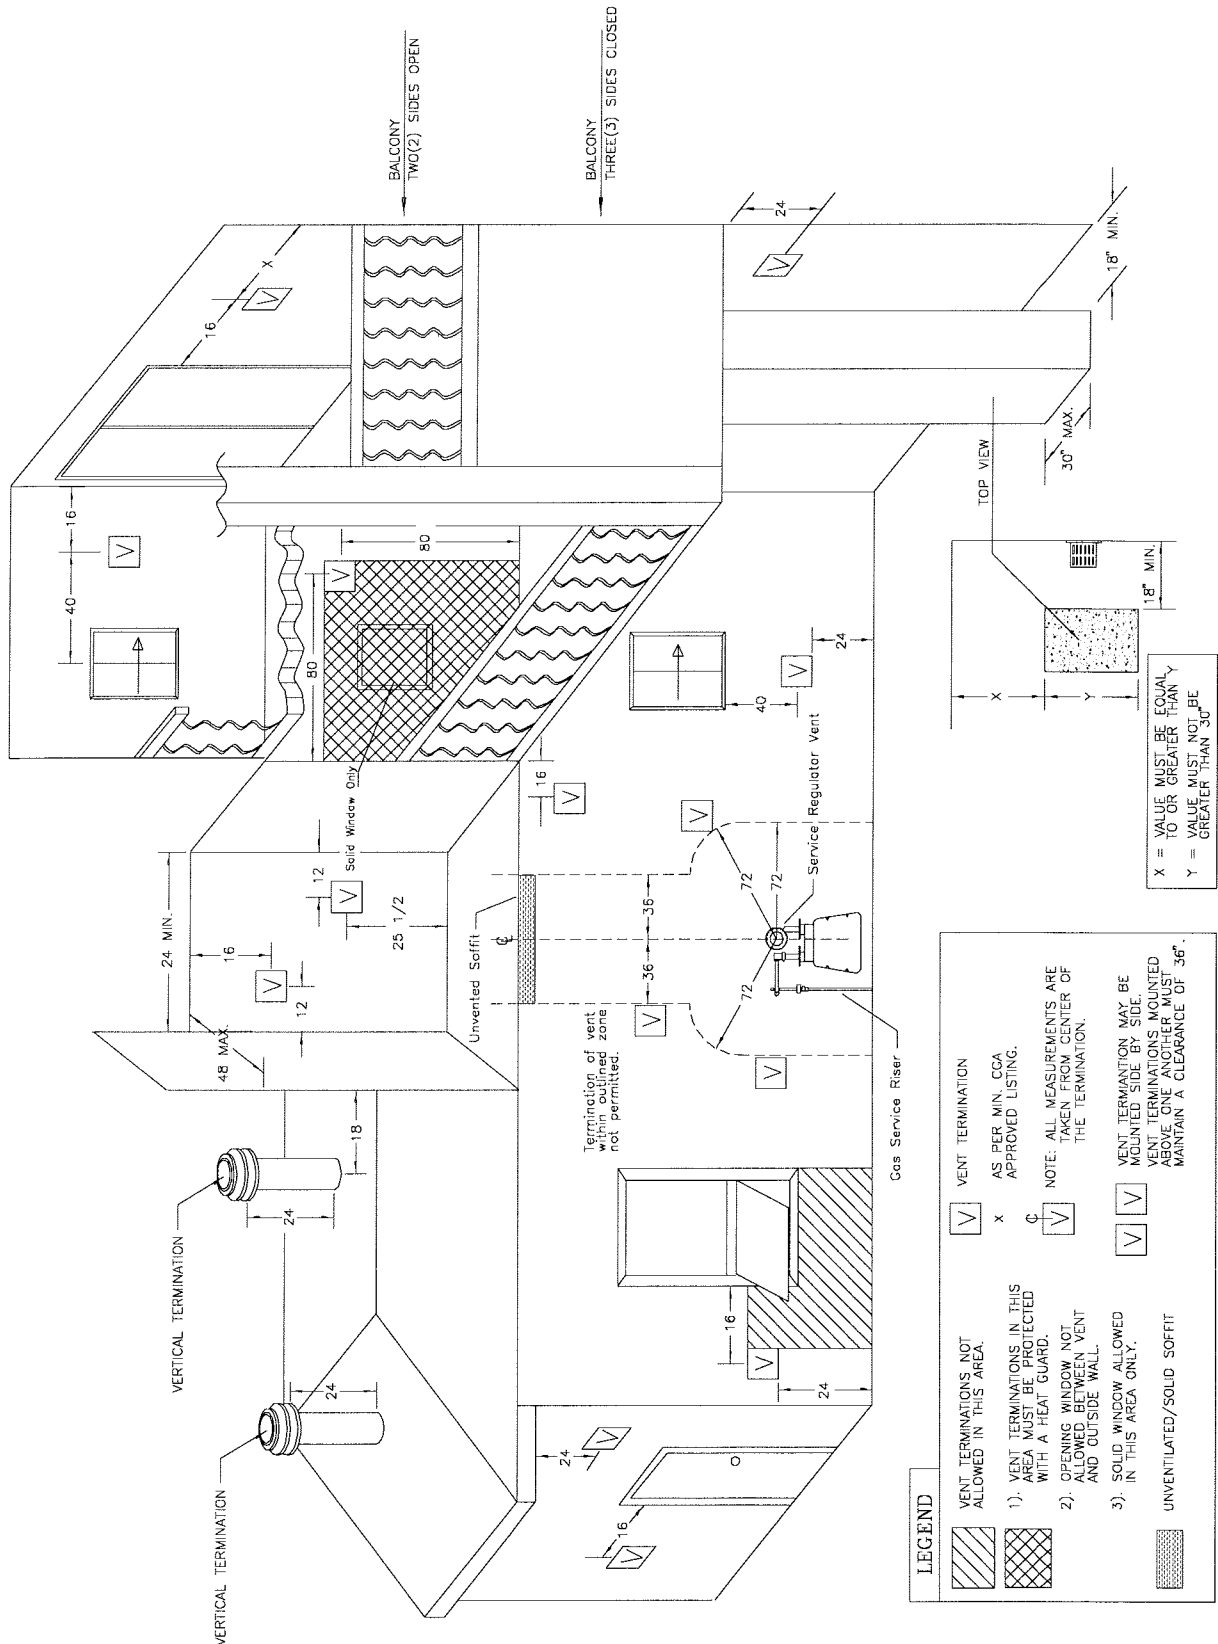 VERTICAL TERMINATION
VERTICAL TERMINATION
24
24
18
48 MAX.
24 MIN.
16
V
12
V
12
25 1/2
Solid Window Only
80
V
80
40
V
16
16
V
X
BALCONY
TWO(2) SIDES OPEN
BALCONY
THREE(3) SIDES CLOSED
V
24
18" MIN.
30" MAX.
Unvented Soffit
℄
V
16
36
36
V
V
Termination of vent
within outlined zone
not permitted.
72
72
72
V
Service Regulator Vent
Gas Service Riser
40
V
24
24
V
16
V
16
V
24
TOP VIEW
X
Y
18" MIN.
X = VALUE MUST BE EQUAL
TO OR GREATER THAN Y
Y = VALUE MUST NOT BE
GREATER THAN 30"
LEGEND
VENT TERMINATIONS NOT
ALLOWED IN THIS AREA.
1). VENT TERMINATIONS IN THIS
AREA MUST BE PROTECTED
WITH A HEAT GUARD.
2). OPENING WINDOW NOT
ALLOWED BETWEEN VENT
AND OUTSIDE WALL.
3). SOLID WINDOW ALLOWED
IN THIS AREA ONLY.
UNVENTILATED/SOLID SOFFIT
V VENT TERMINATION
x AS PER MIN. CGA
APPROVED LISTING.
℄ V NOTE: ALL MEASUREMENTS ARE
TAKEN FROM CENTER OF
THE TERMINATION.
V V VENT TERMIANTION MAY BE
MOUNTED SIDE BY SIDE.
VENT TERMINATIONS MOUNTED
ABOVE ONE ANOTHER MUST
MAINTAIN A CLEARANCE OF 36".